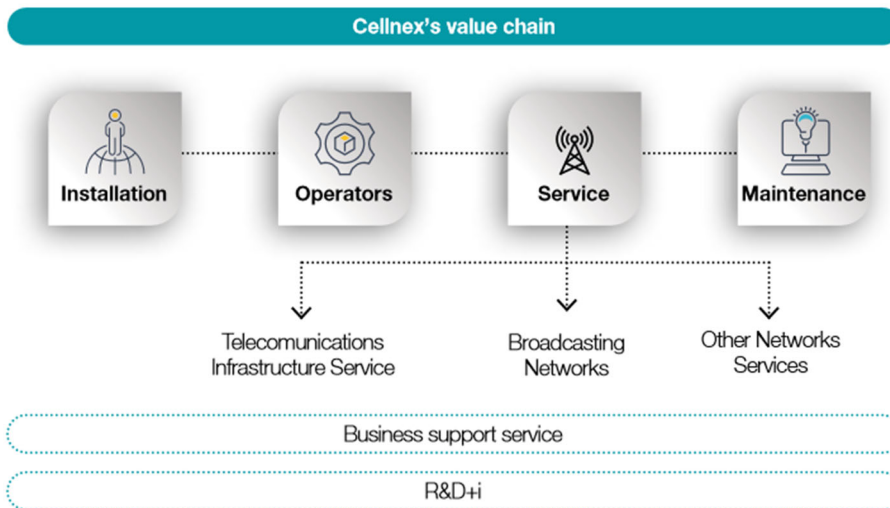 Cellnex's value chain
Installation
Operators
Service
Maintenance
Telecomunications
Infrastructure Service
Broadcasting
Networks
Other Networks
Services
Business support service
R&D+i